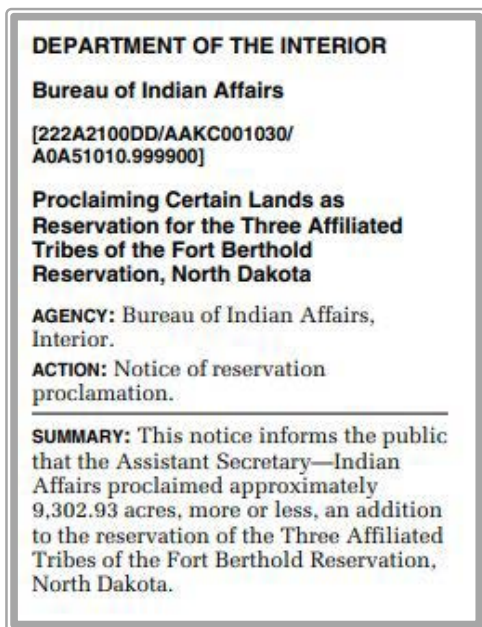 DEPARTMENT OF THE INTERIOR
Bureau of Indian Affairs
[222A2100DD/AAKC001030/
A0A51010.999900]
Proclaiming Certain Lands as
Reservation for the Three Affiliated
Tribes of the Fort Berthold
Reservation, North Dakota
AGENCY: Bureau of Indian Affairs,
Interior.
ACTION: Notice of reservation
proclamation.
SUMMARY: This notice informs the public
that the Assistant Secretary—Indian
Affairs proclaimed approximately
9,302.93 acres, more or less, an addition
to the reservation of the Three Affiliated
Tribes of the Fort Berthold Reservation,
North Dakota.